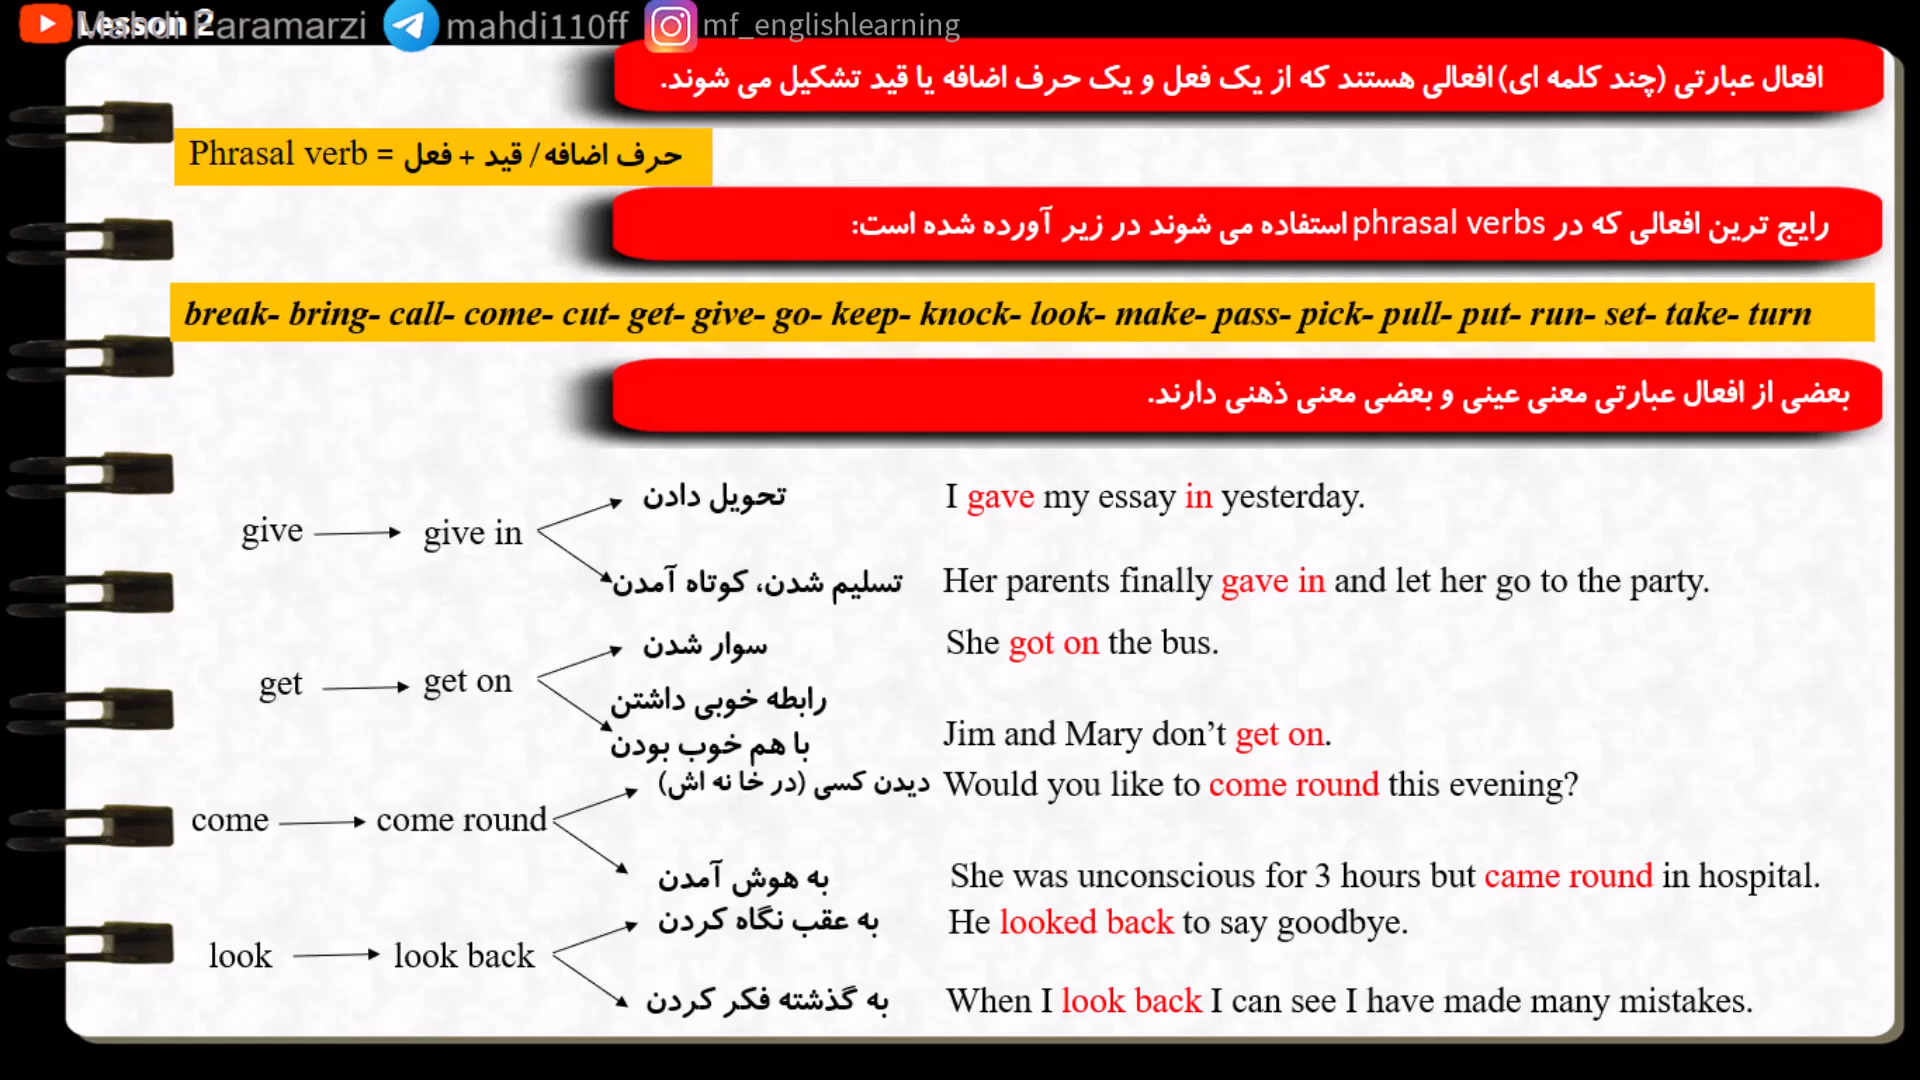 Lesson 2
Mahdi Faramarzi mahdi110ff mf_englishlearning
افعال عبارتی (چند کلمه ای) افعالی هستند که از یک فعل و یک حرف اضافه یا قید تشکیل می شوند.
Phrasal verb = فعل + قید / حرف اضافه
رایج ترین افعالی که در phrasal verbs استفاده می شوند در زیر آورده شده است:
break- bring- call- come- cut- get- give- go- keep- knock- look- make- pass- pick- pull- put- run- set- take- turn
بعضی از افعال عبارتی معنی عینی و بعضی معنی ذهنی دارند.
تحویل دادن I gave my essay in yesterday.
give give in
تسلیم شدن، کوتاه آمدن Her parents finally gave in and let her go to the party.
سوار شدن She got on the bus.
get get on
رابطه خوبی داشتن
با هم خوب بودن Jim and Mary don’t get on.
دیدن کسی (در خا نه اش) Would you like to come round this evening?
come come round
به هوش آمدن She was unconscious for 3 hours but came round in hospital.
به عقب نگاه کردن He looked back to say goodbye.
look look back
به گذشته فکر کردن When I look back I can see I have made many mistakes.